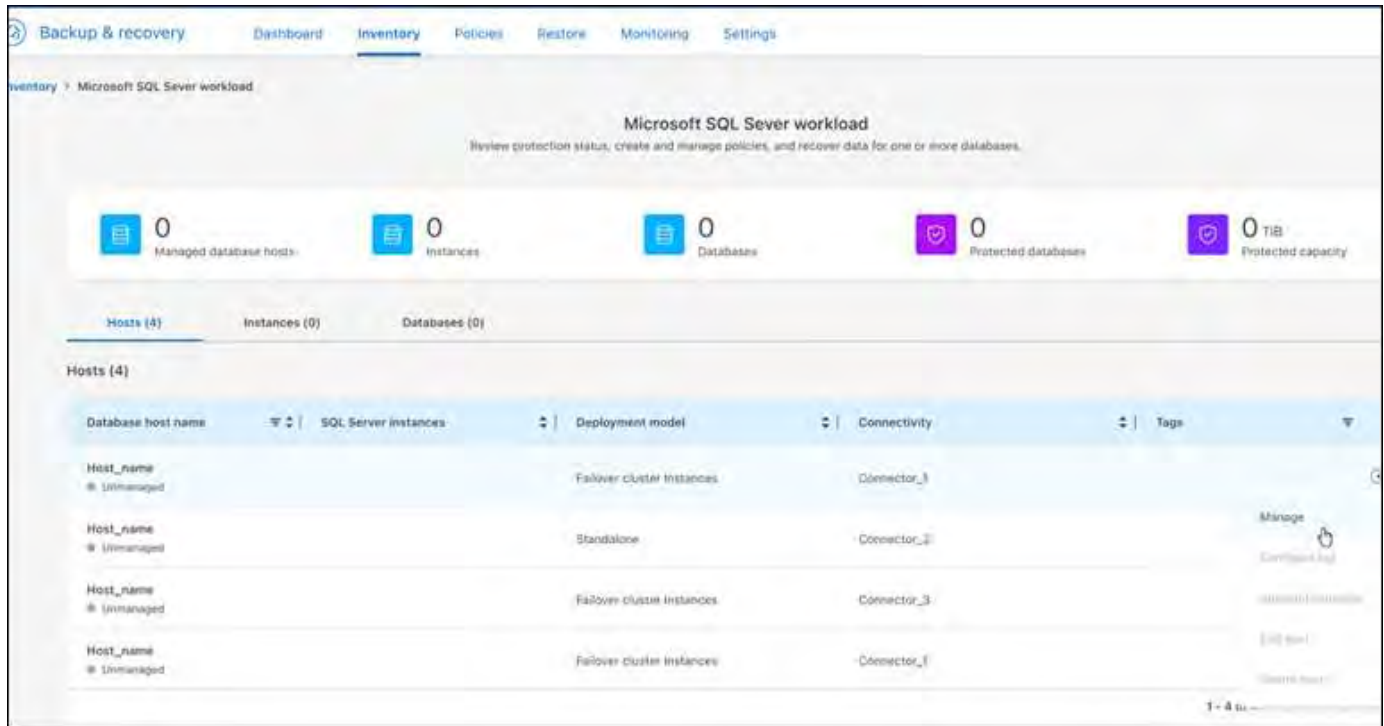 Backup & recovery Dashboard Inventory Policies Restore Monitoring Settings
nventory > Microsoft SQL Sever workload
Microsoft SQL Sever workload
Review protection status, create and manage policies, and recover data for one or more databases.
0 0 0 0 0 TiB
Managed database hosts Instances Databases Protected databases Protected capacity
Hosts (4) Instances (0) Databases (0)
Hosts (4)
Database host name SQL Server instances Deployment model Connectivity Tags
Host_name
Failover cluster instances Connector_1
Unmanaged
Manage
Host_name
Standalone Connector_2
Unmanaged
Host_name
Failover cluster instances Connector_3
Unmanaged
Host_name
Failover cluster instances Connector_1
Unmanaged
1 - 4